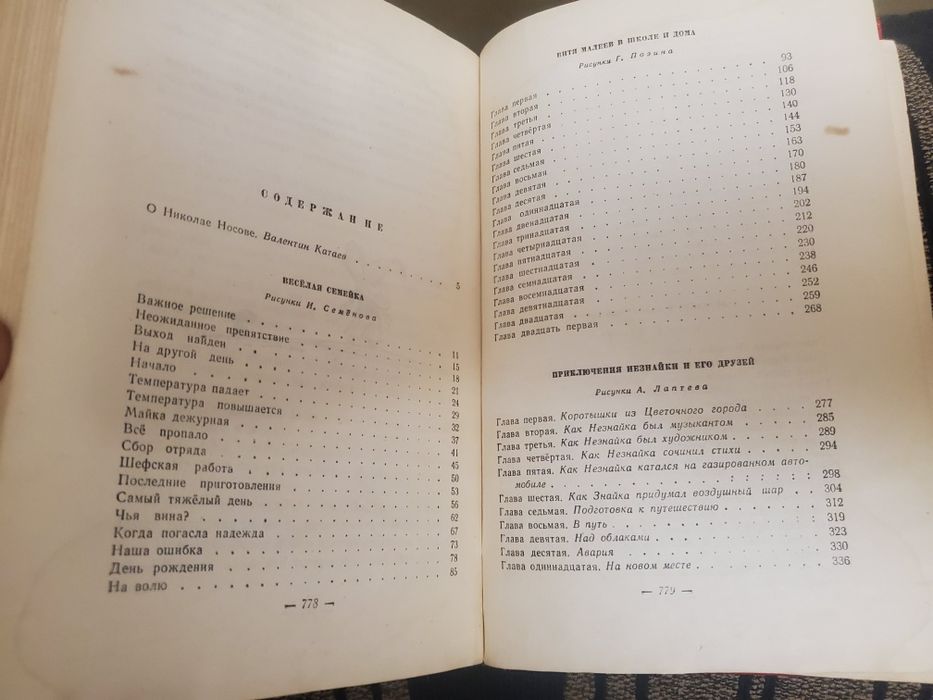 СОДЕРЖАНИЕ
О Николае Носове. Валентин Катаев . . . . . . . . 5
ВЕСЁЛАЯ СЕМЕЙКА
Рисунки И. Семёнова
Важное решение . . . . . . . . 11
Неожиданное препятствие . . . . . . . . 15
Выход найден . . . . . . . . 18
На другой день . . . . . . . . 21
Начало . . . . . . . . 24
Температура падает . . . . . . . . 29
Температура повышается . . . . . . . . 32
Майка дежурная . . . . . . . . 37
Всё пропало . . . . . . . . 41
Сбор отряда . . . . . . . . 45
Шефская работа . . . . . . . . 50
Последние приготовления . . . . . . . . 53
Самый тяжёлый день . . . . . . . . 56
Чья вина? . . . . . . . . 62
Когда погасла надежда . . . . . . . . 67
Наша ошибка . . . . . . . . 73
День рождения . . . . . . . . 78
На волю . . . . . . . . 85
— 778 —
ВИТЯ МАЛЕЕВ В ШКОЛЕ И ДОМА
Рисунки Г. Позина
Глава первая . . . . . . . . 93
Глава вторая . . . . . . . . 106
Глава третья . . . . . . . . 118
Глава четвёртая . . . . . . . . 130
Глава пятая . . . . . . . . 140
Глава шестая . . . . . . . . 144
Глава седьмая . . . . . . . . 153
Глава восьмая . . . . . . . . 163
Глава девятая . . . . . . . . 170
Глава десятая . . . . . . . . 180
Глава одиннадцатая . . . . . . . . 187
Глава двенадцатая . . . . . . . . 194
Глава тринадцатая . . . . . . . . 202
Глава четырнадцатая . . . . . . . . 212
Глава пятнадцатая . . . . . . . . 220
Глава шестнадцатая . . . . . . . . 230
Глава семнадцатая . . . . . . . . 238
Глава восемнадцатая . . . . . . . . 246
Глава девятнадцатая . . . . . . . . 252
Глава двадцатая . . . . . . . . 259
Глава двадцать первая . . . . . . . . 268
ПРИКЛЮЧЕНИЯ НЕЗНАЙКИ И ЕГО ДРУЗЕЙ
Рисунки А. Лаптева
Глава первая. Коротышки из Цветочного города . . . . . 277
Глава вторая. Как Незнайка был музыкантом . . . . . 285
Глава третья. Как Незнайка был художником . . . . . 289
Глава четвёртая. Как Незнайка сочинил стихи . . . . . 294
Глава пятая. Как Незнайка катался на газированном авто-
мобиле . . . . . . . . 298
Глава шестая. Как Знайка придумал воздушный шар . . 304
Глава седьмая. Подготовка к путешествию . . . . . 312
Глава восьмая. В путь . . . . . . . . 319
Глава девятая. Над облаками . . . . . . . . 323
Глава десятая. Авария . . . . . . . . 330
Глава одиннадцатая. На новом месте . . . . . . . . 336
— 779 —